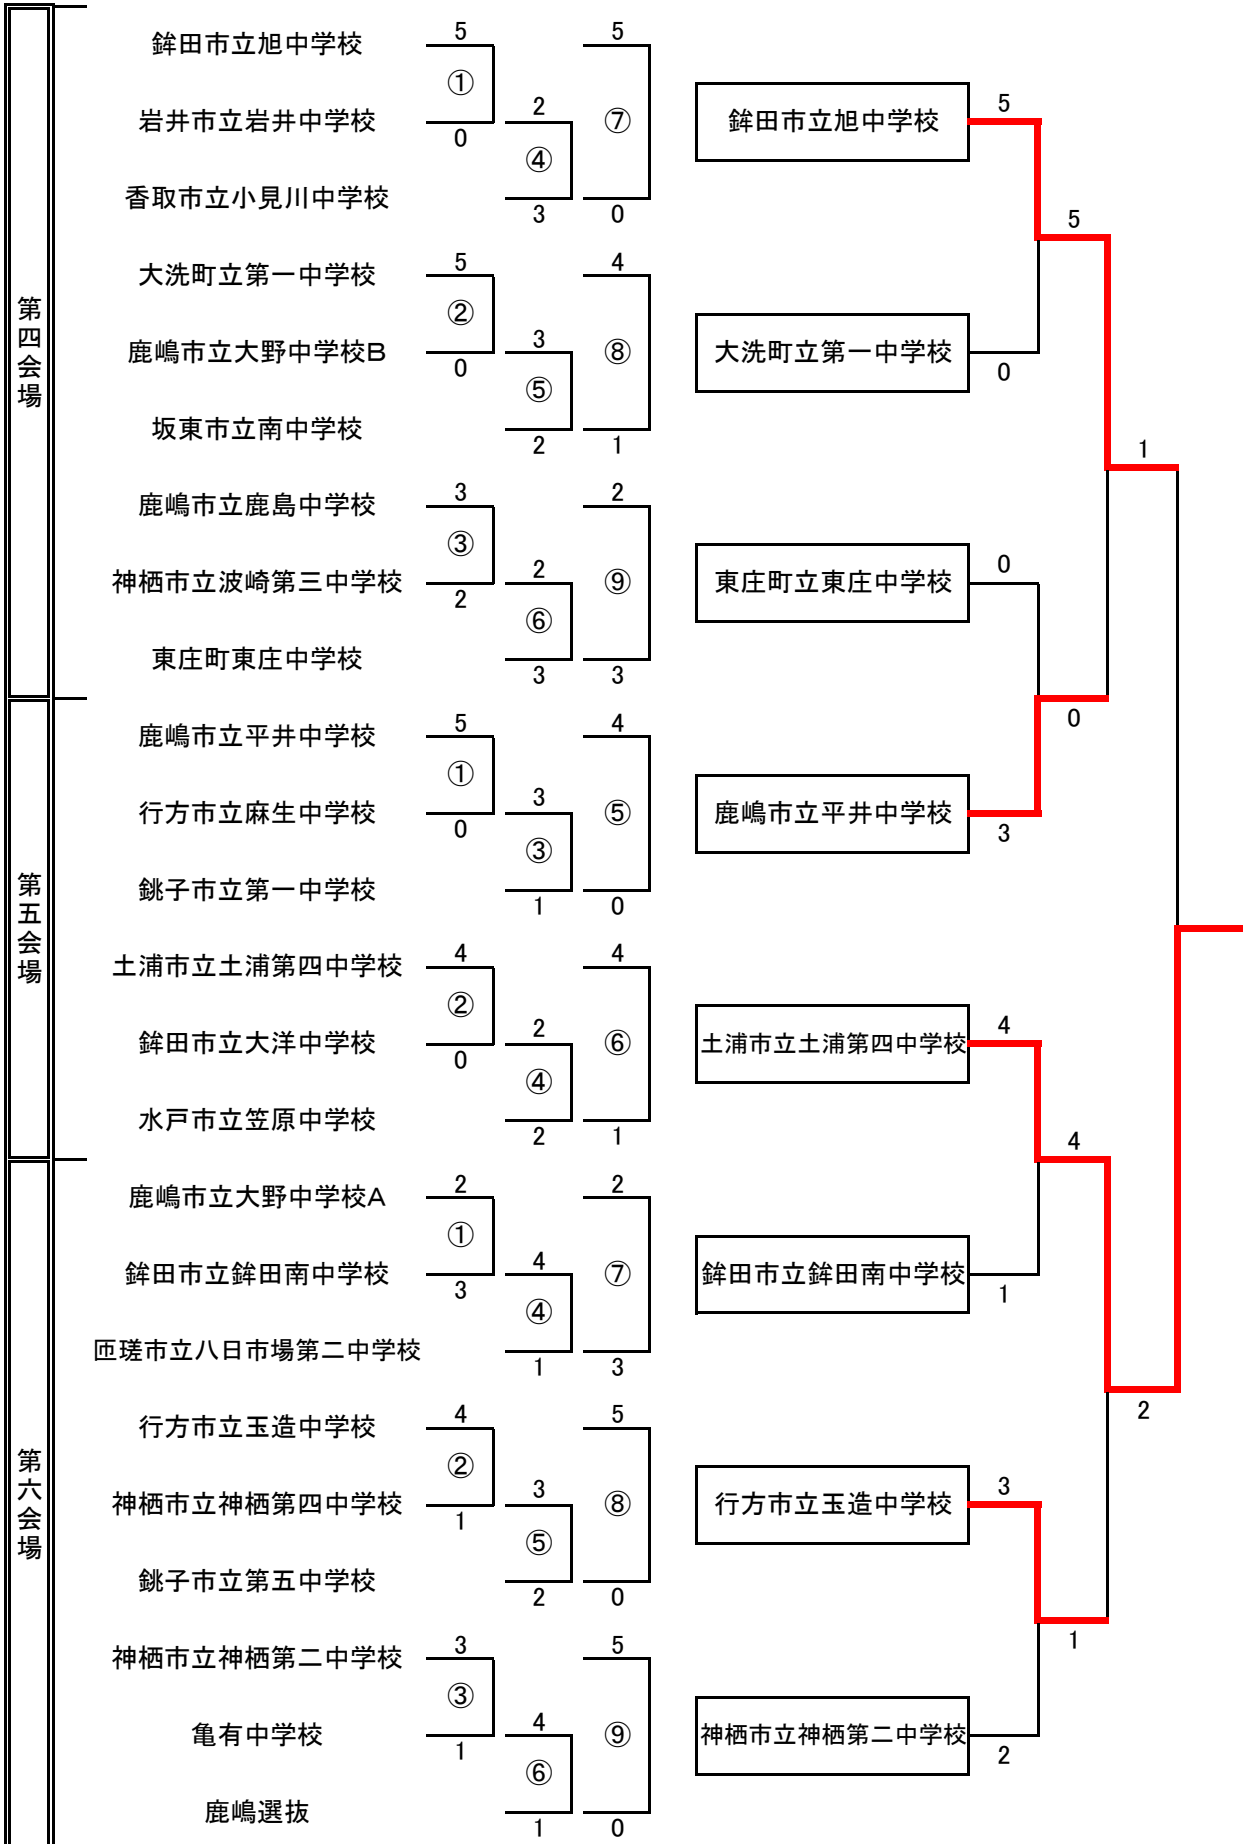 第四会場
鉾田市立旭中学校
5
①
岩井市立岩井中学校
0
2
④
香取市立小見川中学校
3
5
⑦
0
大洗町立第一中学校
5
②
鹿嶋市立大野中学校B
0
3
⑤
坂東市立南中学校
2
4
⑧
1
鹿嶋市立鹿島中学校
3
③
神栖市立波崎第三中学校
2
2
⑥
東庄町東庄中学校
3
2
⑨
3
第五会場
鹿嶋市立平井中学校
5
①
行方市立麻生中学校
0
3
③
銚子市立第一中学校
1
4
⑤
0
土浦市立土浦第四中学校
4
②
鉾田市立大洋中学校
0
2
④
水戸市立笠原中学校
2
4
⑥
1
第六会場
鹿嶋市立大野中学校A
2
①
鉾田市立鉾田南中学校
3
4
④
匝瑳市立八日市場第二中学校
1
2
⑦
3
行方市立玉造中学校
4
②
神栖市立神栖第四中学校
1
3
⑤
銚子市立第五中学校
2
5
⑧
0
神栖市立神栖第二中学校
3
③
亀有中学校
1
4
⑥
鹿嶋選抜
1
5
⑨
0
鉾田市立旭中学校
5
大洗町立第一中学校
0
5
東庄町立東庄中学校
0
鹿嶋市立平井中学校
3
0
1
土浦市立土浦第四中学校
4
鉾田市立鉾田南中学校
1
4
行方市立玉造中学校
3
神栖市立神栖第二中学校
2
1
2